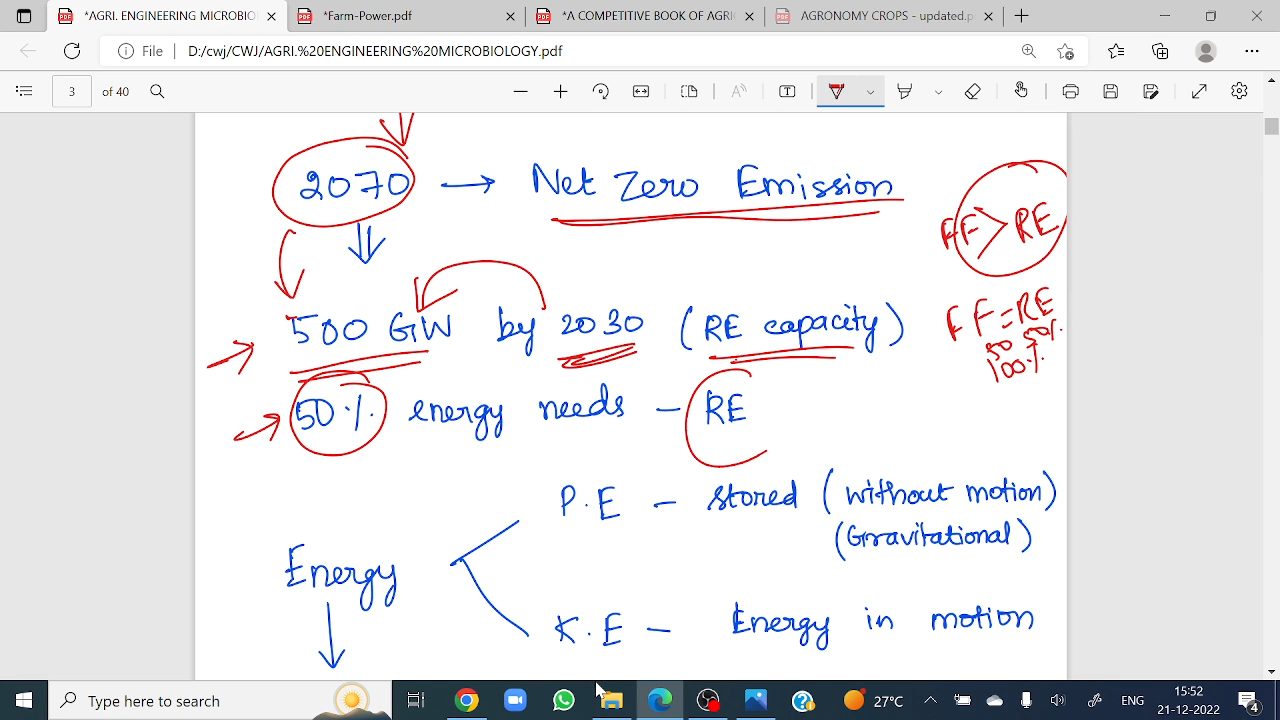 *AGRI. ENGINEERING MICROBIOL
*Farm-Power.pdf
*A COMPETITIVE BOOK OF AGRIC
AGRONOMY CROPS - updated.p
File
D:/cwj/CWJ/AGRI.%20ENGINEERING%20MICROBIOLOGY.pdf
3 of 40
2070 → Net Zero Emission
FF > RE
500 GW by 2030 (RE capacity)
FF = RE
50 50%
100%
50% energy needs - RE
P.E - stored (without motion)
(Gravitational)
Energy
K.E - Energy in motion
Type here to search
27°C
ENG
15:52
21-12-2022
4